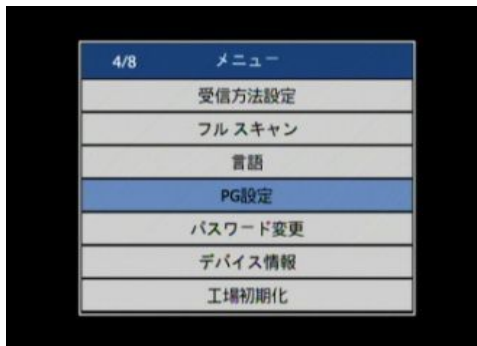 4/8 メニュー
受信方法設定
フル スキャン
言語
PG設定
パスワード変更
デバイス情報
工場初期化